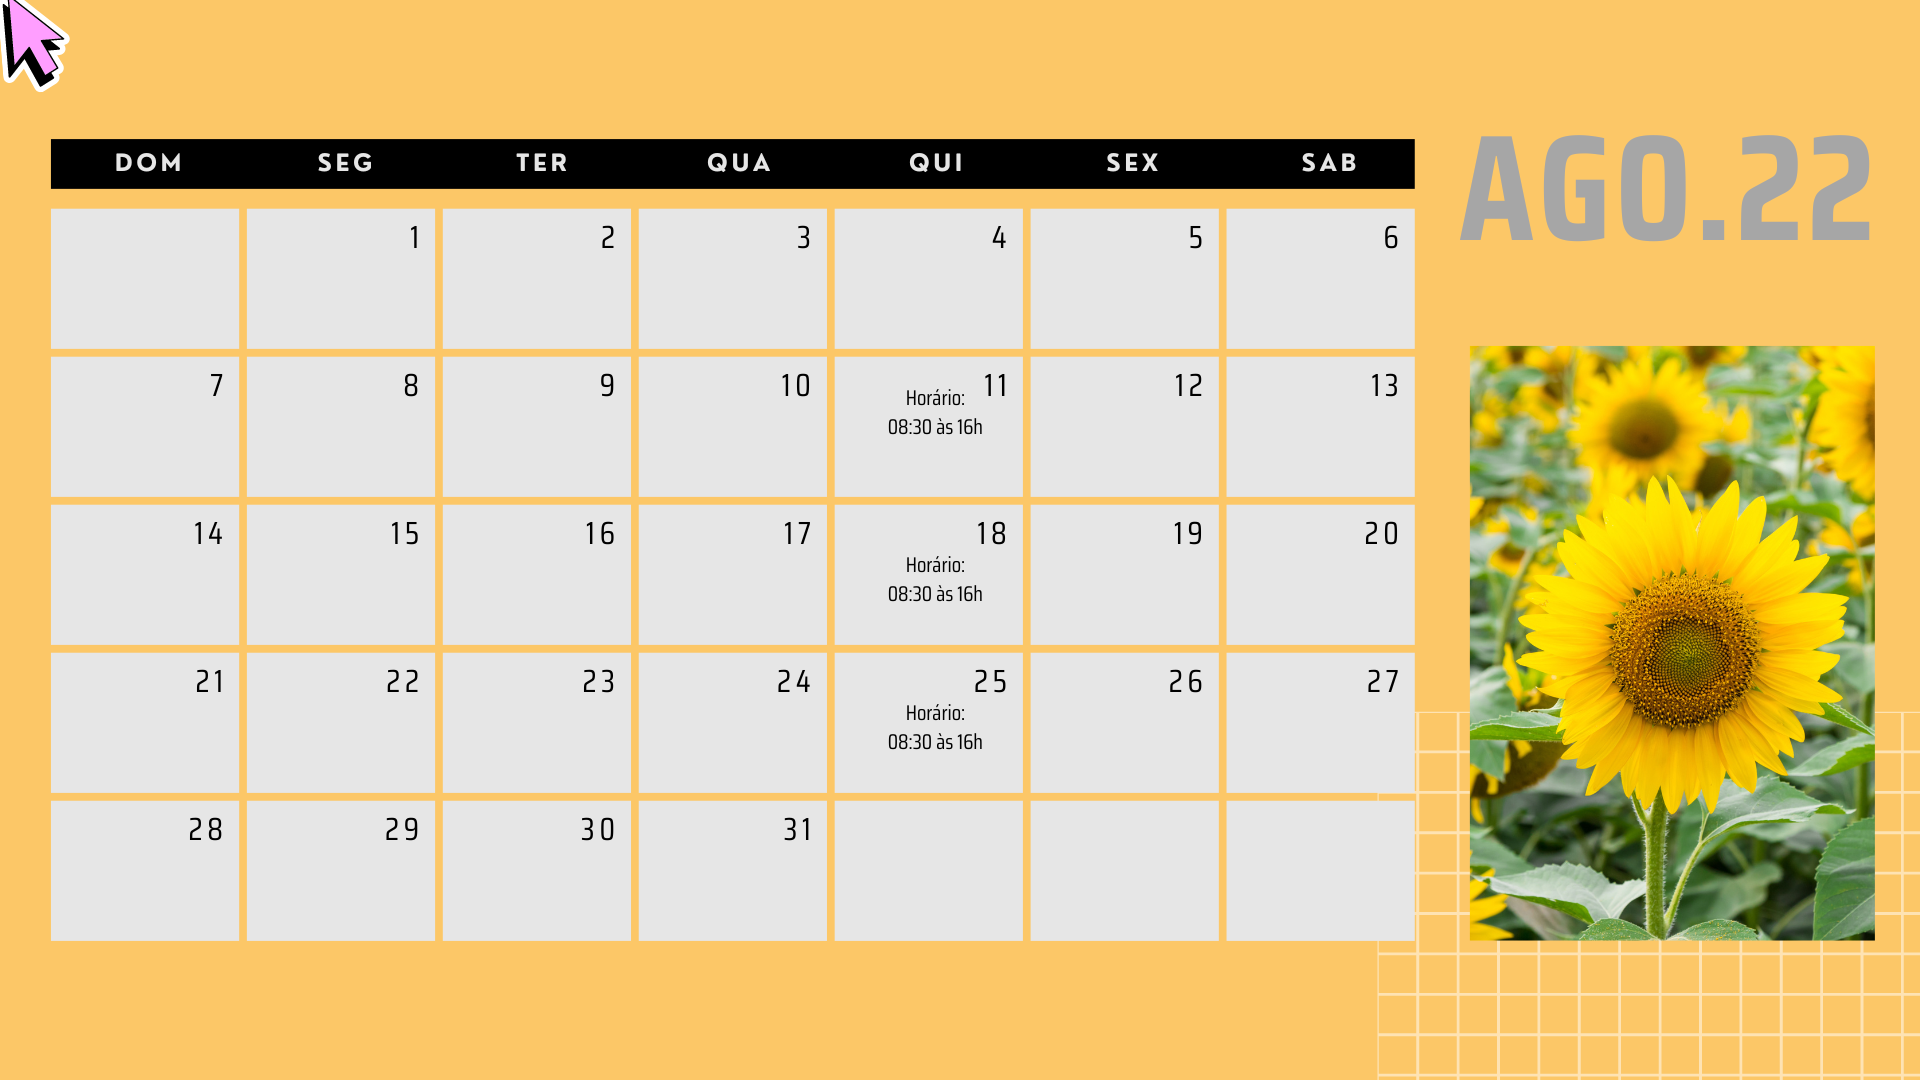 AGO.22
DOM SEG TER QUA QUI SEX SAB
1 2 3 4 5 6
7 8 9 10 11 12 13
Horário:
08:30 às 16h
14 15 16 17 18 19 20
Horário:
08:30 às 16h
21 22 23 24 25 26 27
Horário:
08:30 às 16h
28 29 30 31